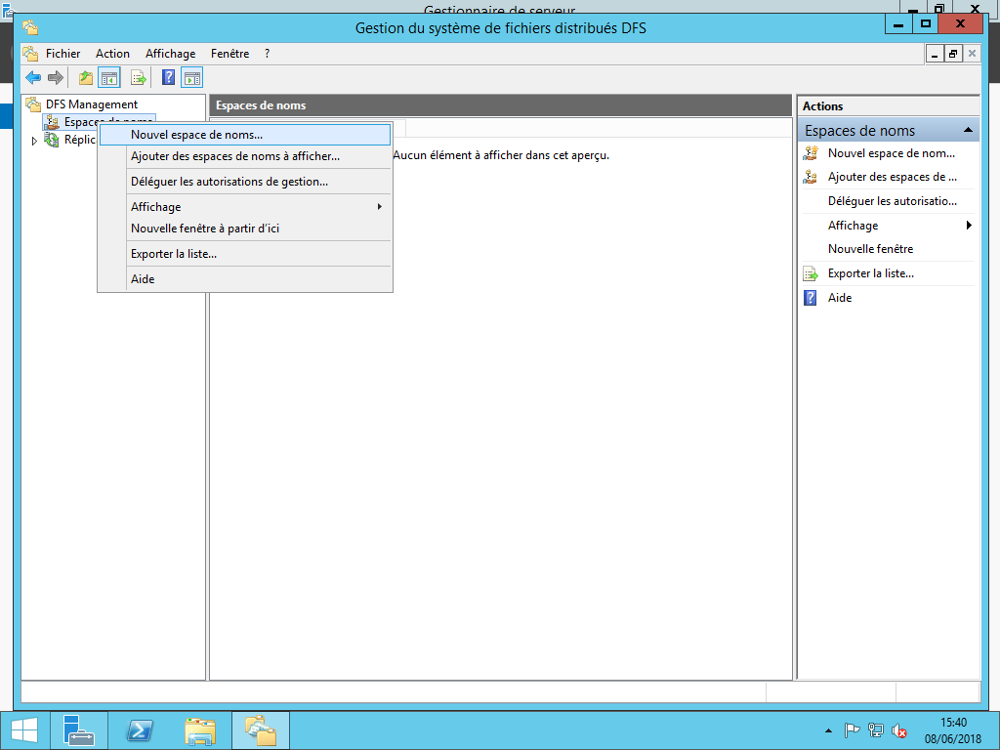 Gestionnaire de serveur
Gestion du système de fichiers distribués DFS
Fichier Action Affichage Fenêtre ?
DFS Management
Espaces de noms
Réplic
Nouvel espace de noms...
Ajouter des espaces de noms à afficher...
Déléguer les autorisations de gestion...
Affichage
Nouvelle fenêtre à partir d'ici
Exporter la liste...
Aide
Espaces de noms
Aucun élément à afficher dans cet aperçu.
Actions
Espaces de noms
Nouvel espace de nom...
Ajouter des espaces de ...
Déléguer les autorisatio...
Affichage
Nouvelle fenêtre
Exporter la liste...
Aide
15:40
08/06/2018